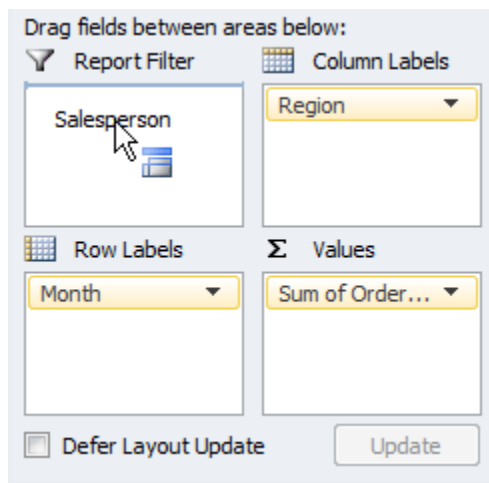 Drag fields between areas below:
Report Filter
Column Labels
Salesperson
Region
Row Labels
Σ Values
Month
Sum of Order...
Defer Layout Update
Update